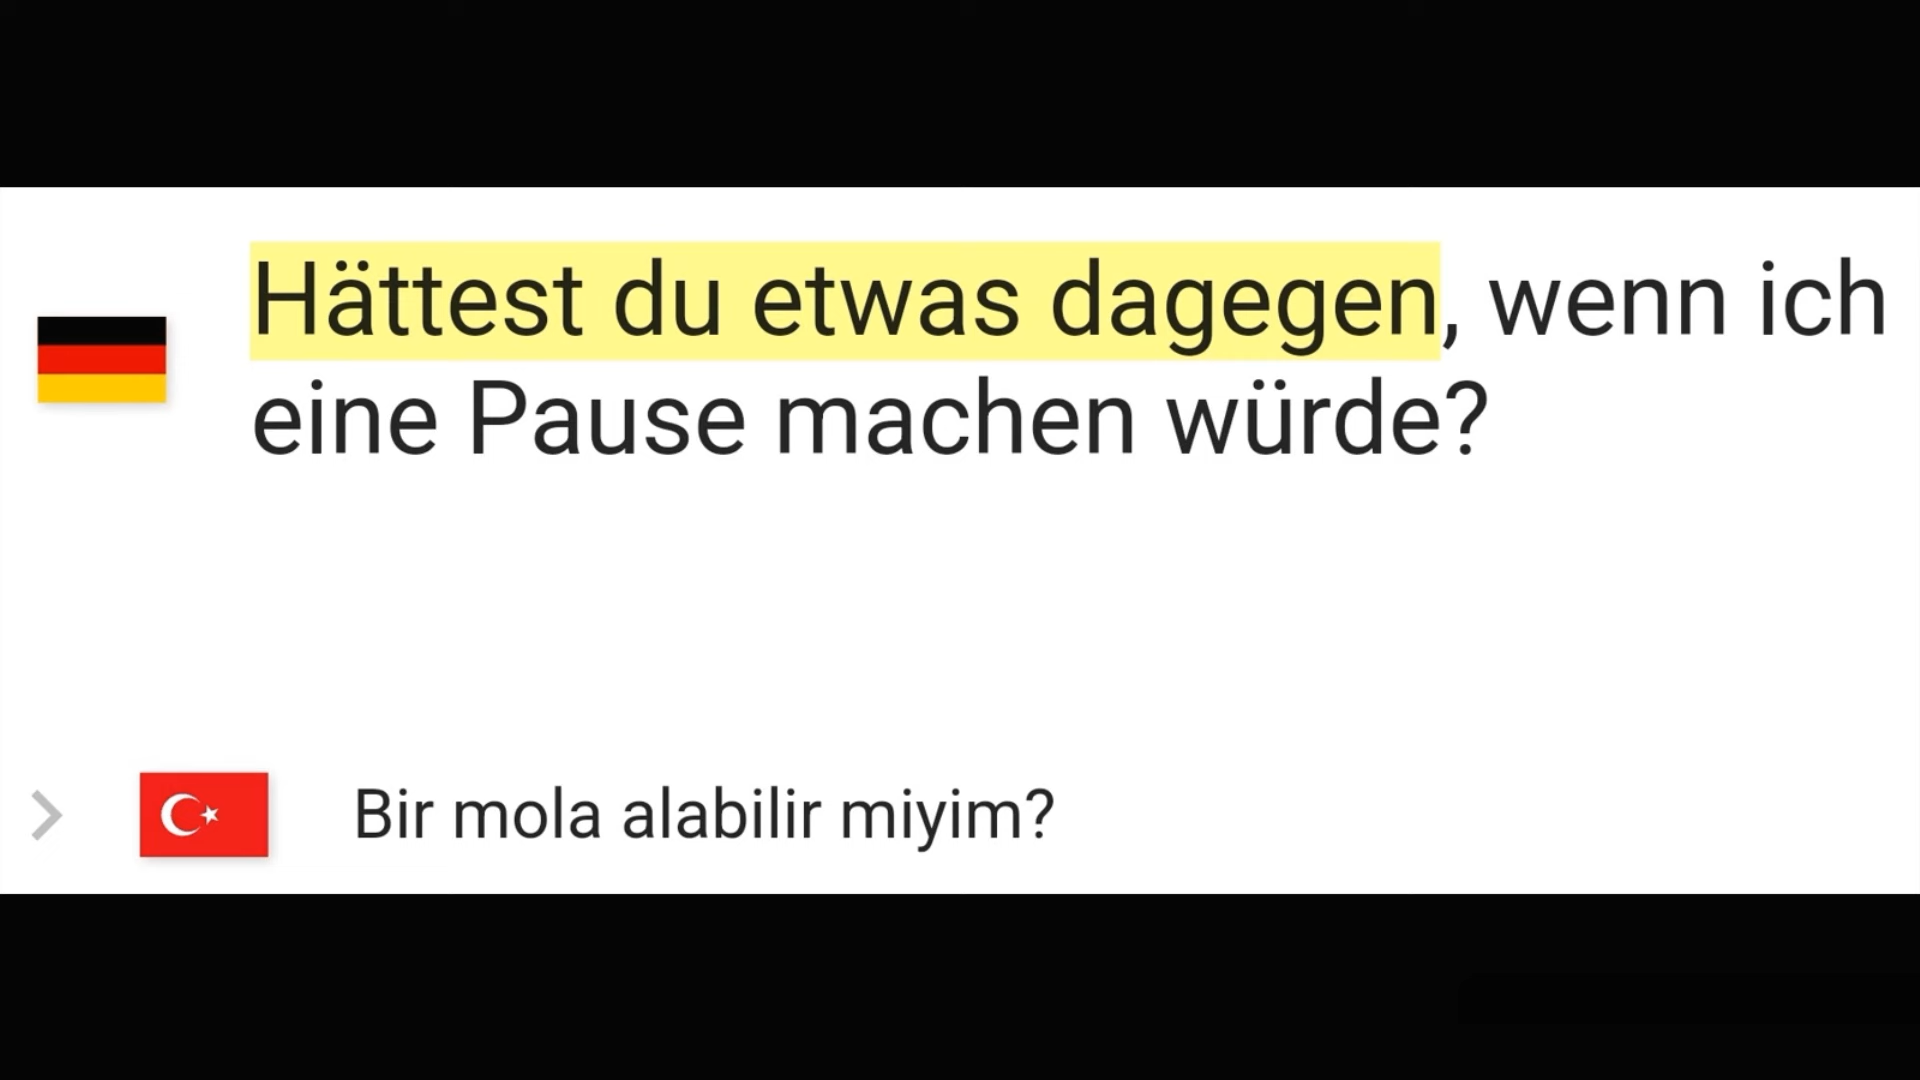 Hättest du etwas dagegen, wenn ich
eine Pause machen würde?
Bir mola alabilir miyim?